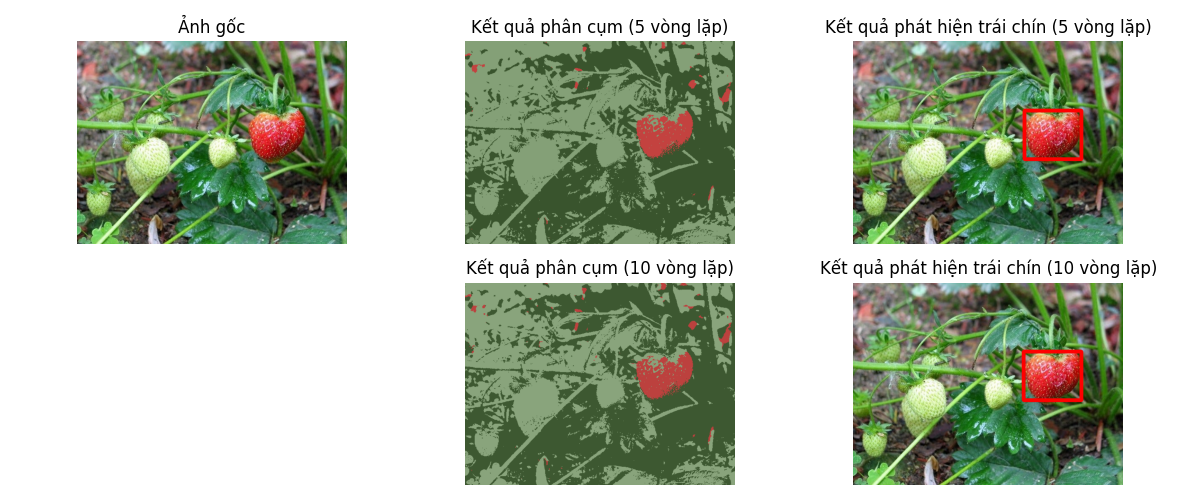 Ảnh gốc
Kết quả phân cụm (5 vòng lặp)
Kết quả phát hiện trái chín (5 vòng lặp)
Kết quả phân cụm (10 vòng lặp)
Kết quả phát hiện trái chín (10 vòng lặp)